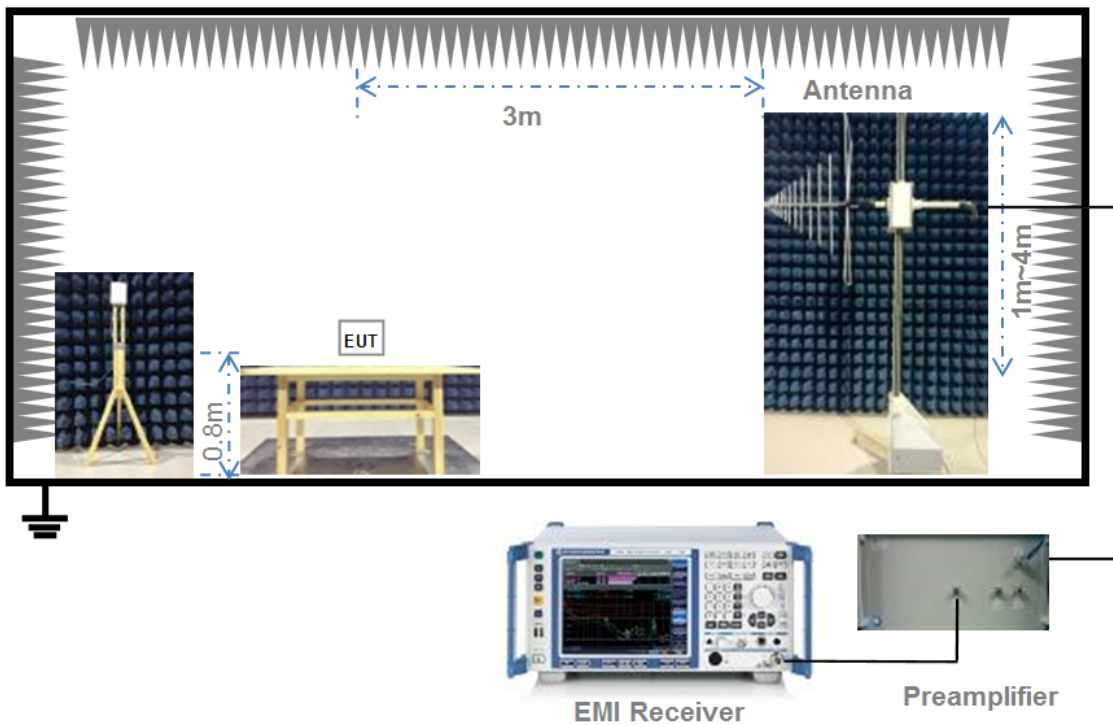 Antenna
3m
1m~4m
EUT
0.8m
EMI Receiver
Preamplifier